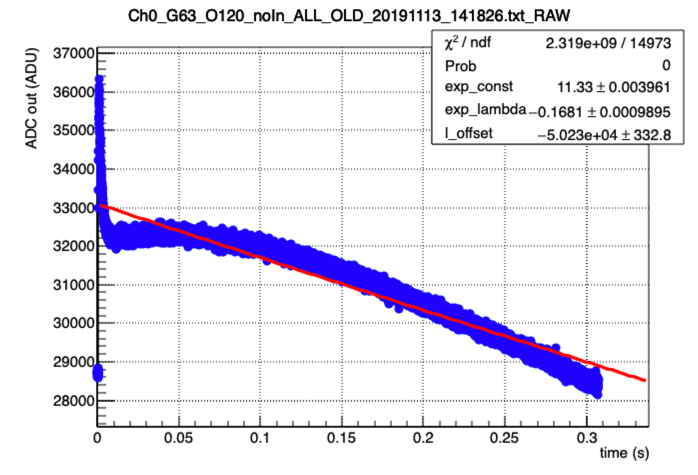 Ch0_G63_O120_noIn_ALL_OLD_20191113_141826.txt_RAW
χ² / ndf 2.319e+09 / 14973
Prob 0
exp_const 11.33 ± 0.003961
exp_lambda −0.1681 ± 0.0009895
l_offset −5.023e+04 ± 332.8
ADC out (ADU)
37000
36000
35000
34000
33000
32000
31000
30000
29000
28000
0 0.05 0.1 0.15 0.2 0.25 0.3
time (s)